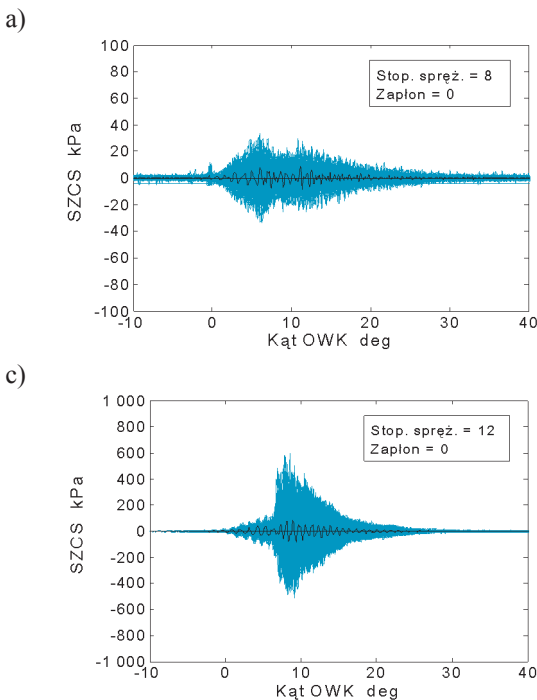 a)
100
80
60
40
20
0
-20
-40
-60
-80
-100
SZCS kPa
Stop. spręż. = 8
Zapłon = 0
-10 0 10 20 30 40
Kąt OWK deg
c)
1 000
800
600
400
200
0
-200
-400
-600
-800
-1 000
SZCS kPa
Stop. spręż. = 12
Zapłon = 0
-10 0 10 20 30 40
Kąt OWK deg